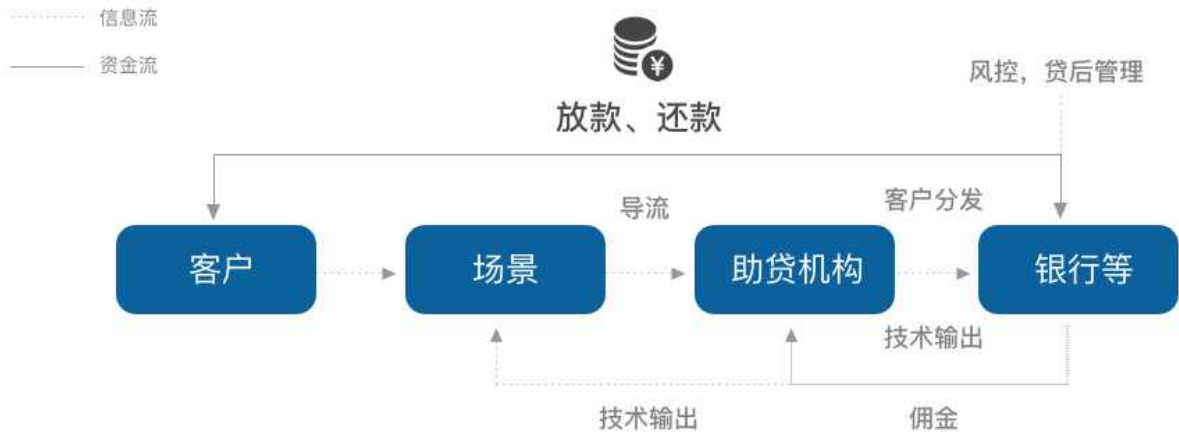 信息流
资金流
¥
风控，贷后管理
放款、还款
导流
客户分发
客户
场景
助贷机构
银行等
技术输出
技术输出
佣金